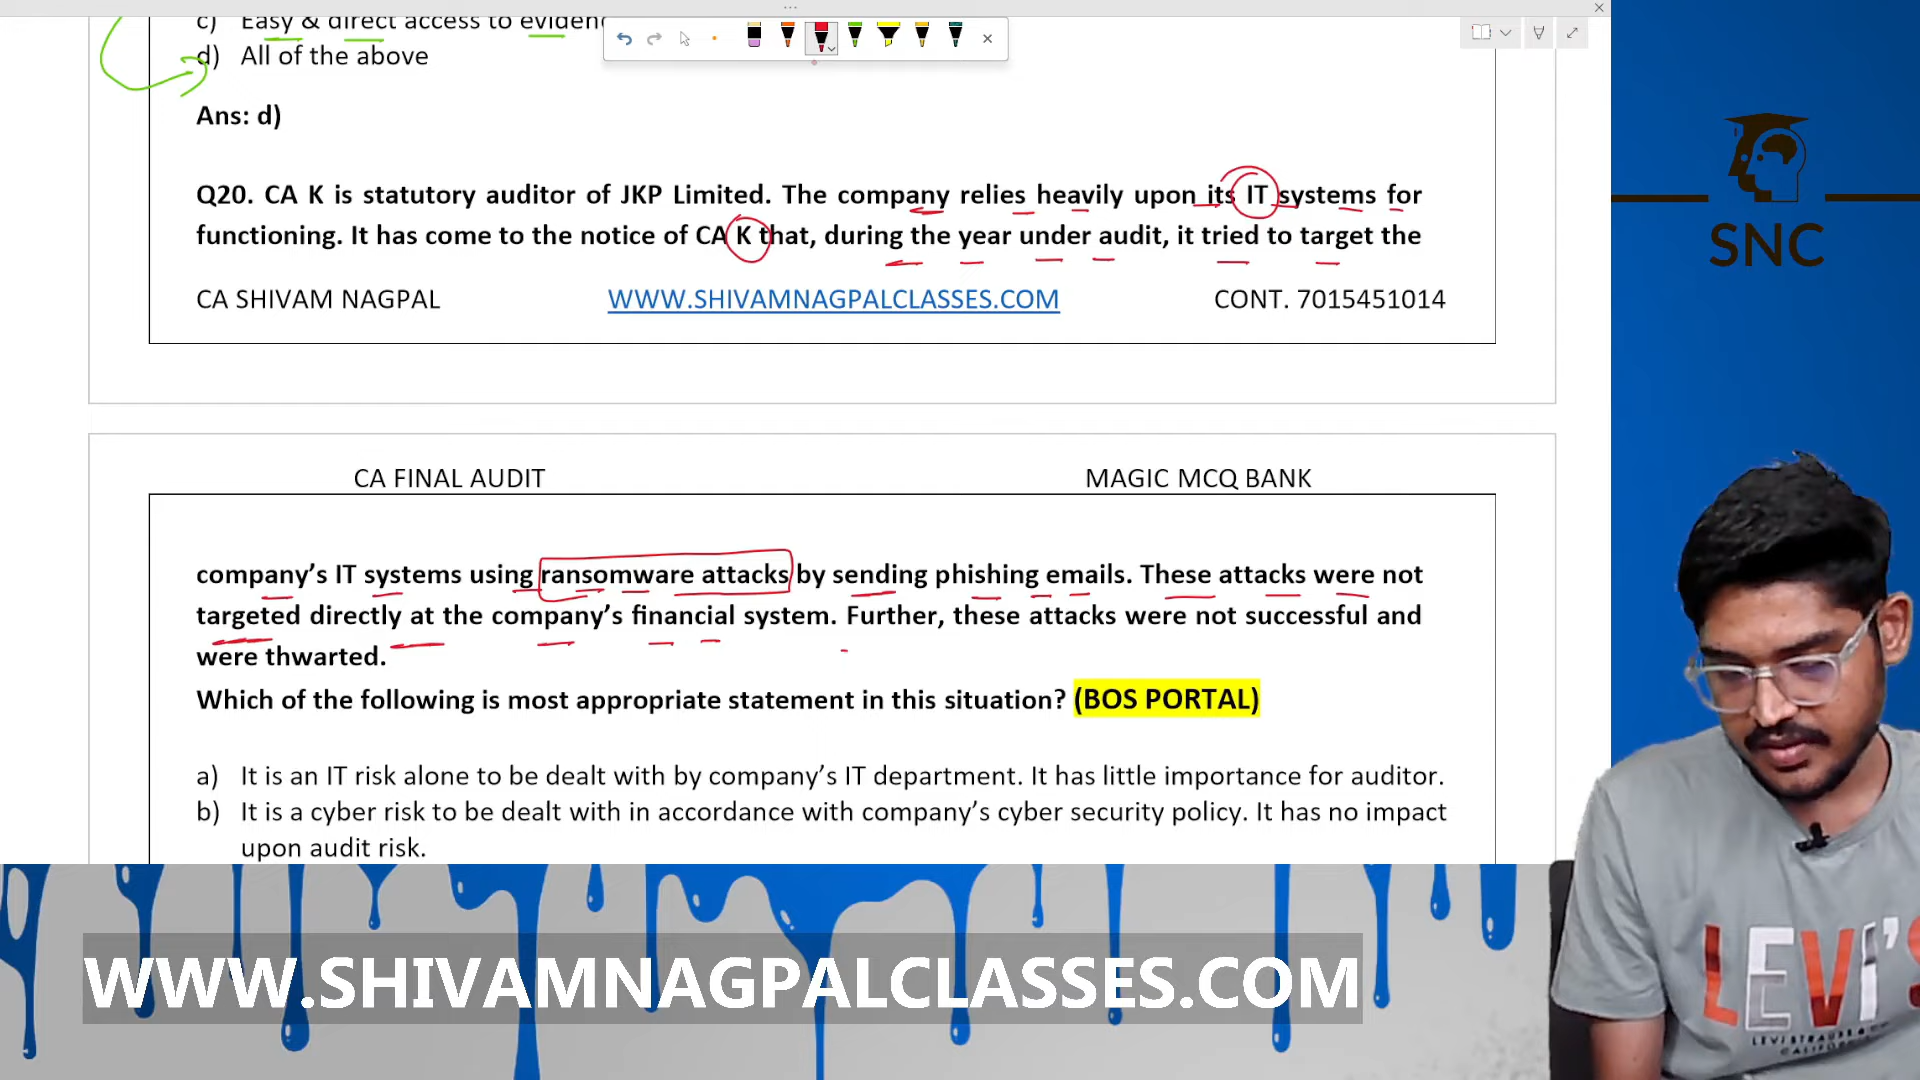 c) Easy & direct access to eviden
d) All of the above
Ans: d)
Q20. CA K is statutory auditor of JKP Limited. The company relies heavily upon its IT systems for
functioning. It has come to the notice of CA K that, during the year under audit, it tried to target the
CA SHIVAM NAGPAL WWW.SHIVAMNAGPALCLASSES.COM CONT. 7015451014
SNC
CA FINAL AUDIT MAGIC MCQ BANK
company's IT systems using ransomware attacks by sending phishing emails. These attacks were not
targeted directly at the company's financial system. Further, these attacks were not successful and
were thwarted.
Which of the following is most appropriate statement in this situation? (BOS PORTAL)
a) It is an IT risk alone to be dealt with by company's IT department. It has little importance for auditor.
b) It is a cyber risk to be dealt with in accordance with company's cyber security policy. It has no impact
upon audit risk.
WWW.SHIVAMNAGPALCLASSES.COM
LEVI'S